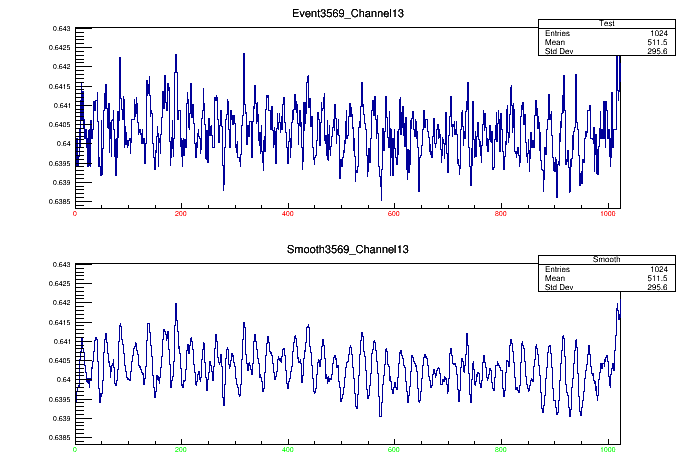 Event3569_Channel13
Test
Entries 1024
Mean 511.5
Std Dev 295.6
0.643
0.6425
0.642
0.6415
0.641
0.6405
0.64
0.6395
0.639
0.6385
0 200 400 600 800 1000
Smooth3569_Channel13
Smooth
Entries 1024
Mean 511.5
Std Dev 295.6
0.643
0.6425
0.642
0.6415
0.641
0.6405
0.64
0.6395
0.639
0.6385
0 200 400 600 800 1000